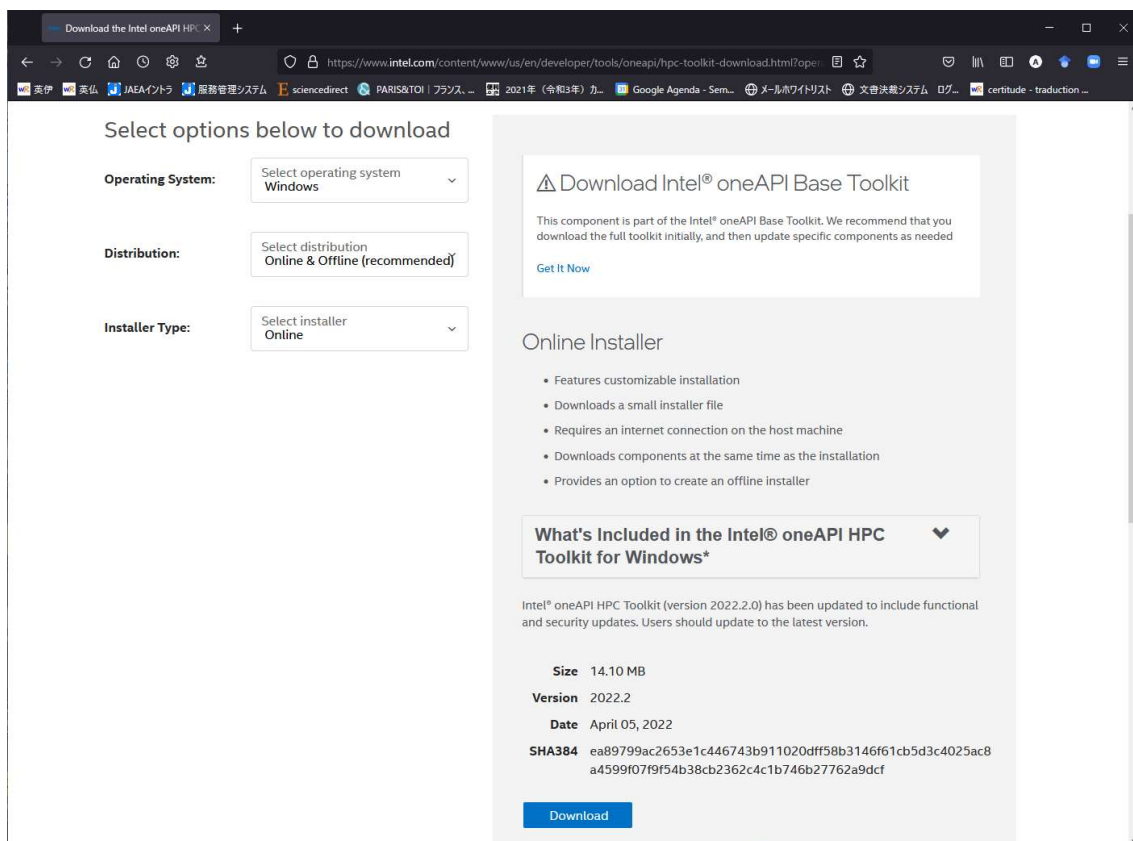 Download the Intel oneAPI HPC
https://www.intel.com/content/www/us/en/developer/tools/oneapi/hpc-toolkit-download.html?open
英伊 英仏 JAEAイントラ 服務管理システム sciencedirect PARIS&TOI | フランス、... 2021年（令和3年）カ... Google Agenda - Sem... メールホワイトリスト 文書決裁システム ログ... certitude - traduction ...
Select options below to download
Operating System:
Select operating system
Windows
Distribution:
Select distribution
Online & Offline (recommended)
Installer Type:
Select installer
Online
Download Intel® oneAPI Base Toolkit
This component is part of the Intel® oneAPI Base Toolkit. We recommend that you
download the full toolkit initially, and then update specific components as needed
Get It Now
Online Installer
• Features customizable installation
• Downloads a small installer file
• Requires an internet connection on the host machine
• Downloads components at the same time as the installation
• Provides an option to create an offline installer
What's Included in the Intel® oneAPI HPC
Toolkit for Windows*
Intel® oneAPI HPC Toolkit (version 2022.2.0) has been updated to include functional
and security updates. Users should update to the latest version.
Size 14.10 MB
Version 2022.2
Date April 05, 2022
SHA384 ea89799ac2653e1c446743b911020dff58b3146f61cb5d3c4025ac8
a4599f07f9f54b38cb2362c4c1b746b27762a9dcf
Download